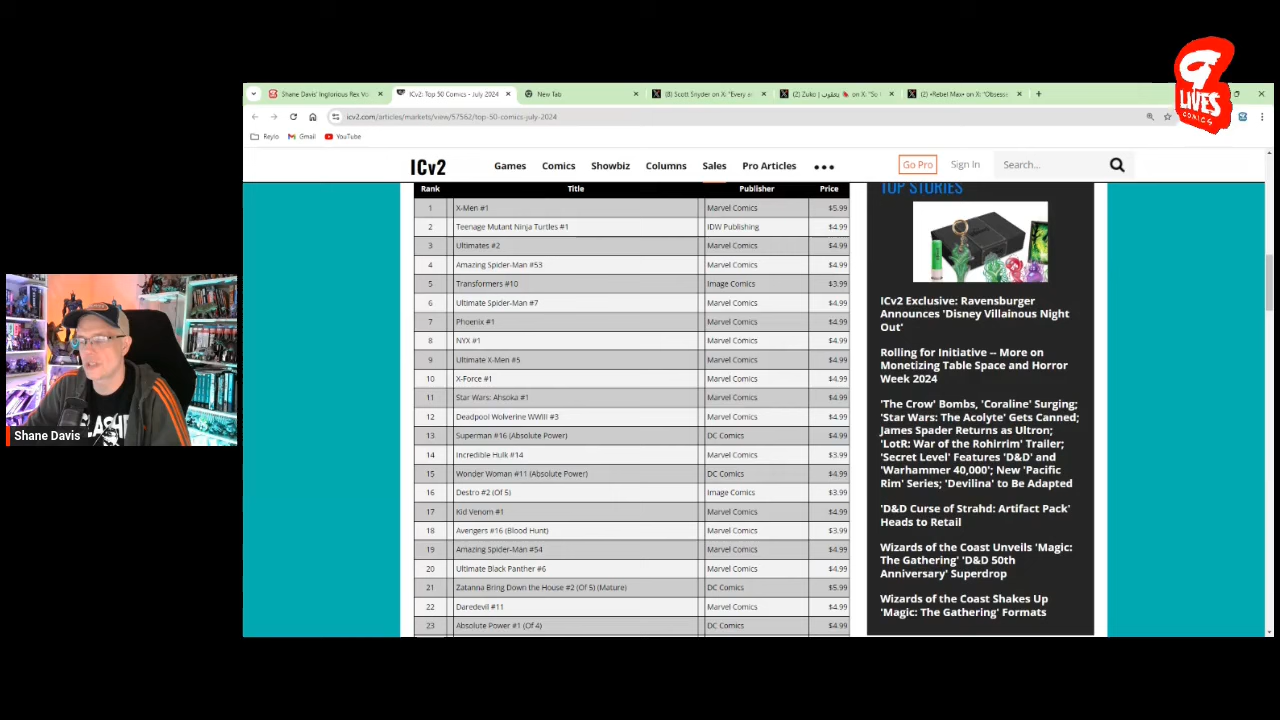 LIVES
COMICS
Shane Davis' Inglorious Rex Vo
ICv2: Top 50 Comics - July 2024
New Tab
(8) Scott Snyder on X: "Every a
(2) Zuko |
on X: "So
(2) «Rebel Max» on X: "Obsess
icv2.com/articles/markets/view/57562/top-50-comics-july-2024
Reylo
Gmail
YouTube
ICv2
Games
Comics
Showbiz
Columns
Sales
Pro Articles
•••
Go Pro
Sign In
Search...
Rank Title Publisher Price
1 X-Men #1 Marvel Comics $5.99
2 Teenage Mutant Ninja Turtles #1 IDW Publishing $4.99
3 Ultimates #2 Marvel Comics $4.99
4 Amazing Spider-Man #53 Marvel Comics $4.99
5 Transformers #10 Image Comics $3.99
6 Ultimate Spider-Man #7 Marvel Comics $4.99
7 Phoenix #1 Marvel Comics $4.99
8 NYX #1 Marvel Comics $4.99
9 Ultimate X-Men #5 Marvel Comics $4.99
10 X-Force #1 Marvel Comics $4.99
11 Star Wars: Ahsoka #1 Marvel Comics $4.99
12 Deadpool Wolverine WWIII #3 Marvel Comics $4.99
13 Superman #16 (Absolute Power) DC Comics $4.99
14 Incredible Hulk #14 Marvel Comics $3.99
15 Wonder Woman #11 (Absolute Power) DC Comics $4.99
16 Destro #2 (Of 5) Image Comics $3.99
17 Kid Venom #1 Marvel Comics $4.99
18 Avengers #16 (Blood Hunt) Marvel Comics $3.99
19 Amazing Spider-Man #54 Marvel Comics $4.99
20 Ultimate Black Panther #6 Marvel Comics $4.99
21 Zatanna Bring Down the House #2 (Of 5) (Mature) DC Comics $5.99
22 Daredevil #11 Marvel Comics $4.99
23 Absolute Power #1 (Of 4) DC Comics $4.99
TOP STORIES
ICv2 Exclusive: Ravensburger
Announces 'Disney Villainous Night
Out'
Rolling for Initiative -- More on
Monetizing Table Space and Horror
Week 2024
'The Crow' Bombs, 'Coraline' Surging;
'Star Wars: The Acolyte' Gets Canned;
James Spader Returns as Ultron;
'LotR: War of the Rohirrim' Trailer;
'Secret Level' Features 'D&D' and
'Warhammer 40,000'; New 'Pacific
Rim' Series; 'Devilina' to Be Adapted
'D&D Curse of Strahd: Artifact Pack'
Heads to Retail
Wizards of the Coast Unveils 'Magic:
The Gathering' 'D&D 50th
Anniversary' Superdrop
Wizards of the Coast Shakes Up
'Magic: The Gathering' Formats
Shane Davis